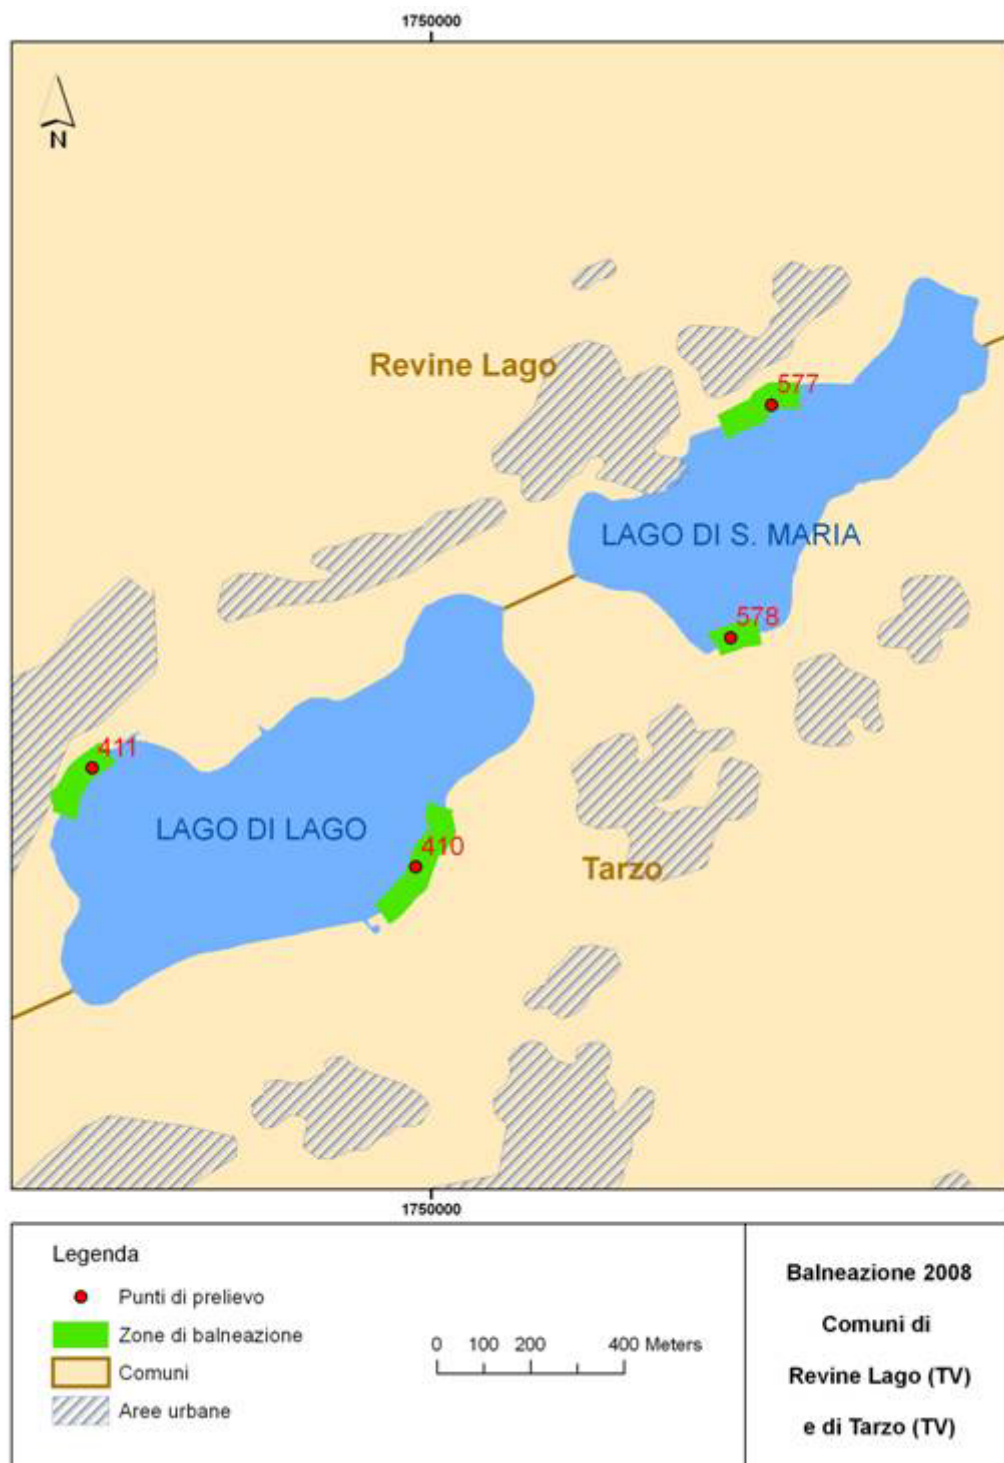 1750000
N
Revine Lago
577
LAGO DI S. MARIA
578
411
LAGO DI LAGO
410
Tarzo
1750000
Legenda
Punti di prelievo
Zone di balneazione
Comuni
Aree urbane
0 100 200 400 Meters
Balneazione 2008
Comuni di
Revine Lago (TV)
e di Tarzo (TV)